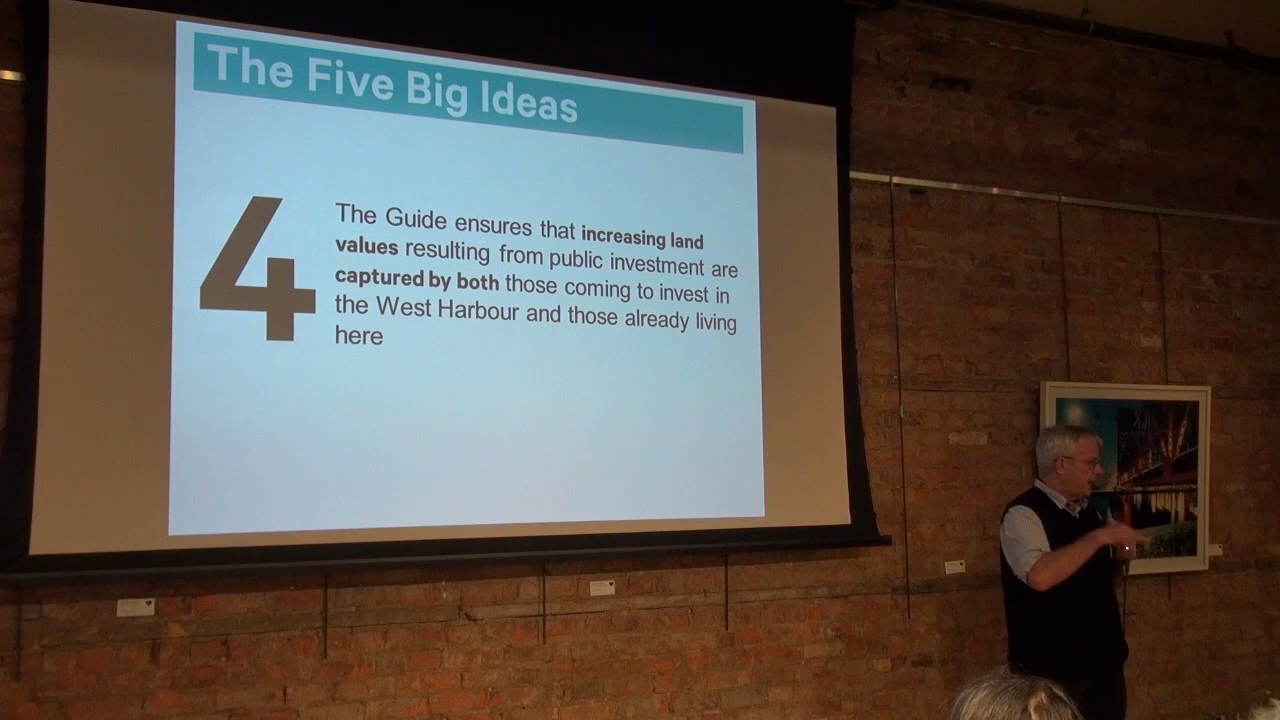 The Five Big Ideas
4
The Guide ensures that increasing land
values resulting from public investment are
captured by both those coming to invest in
the West Harbour and those already living
here